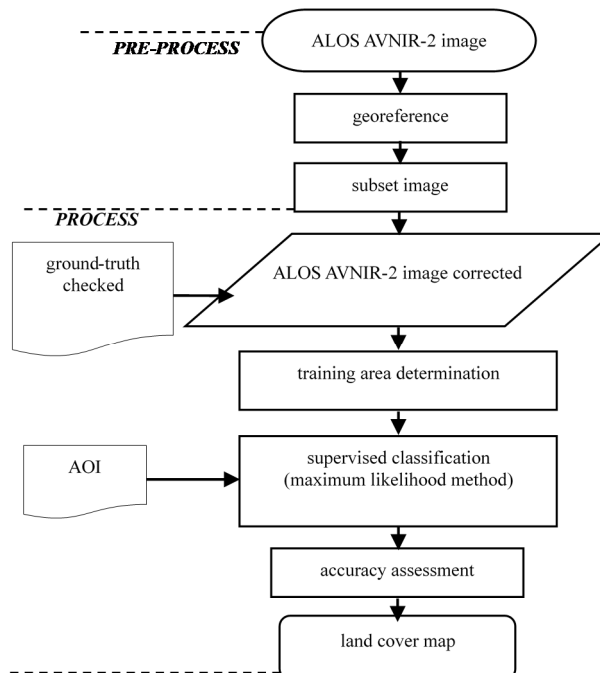 ALOS AVNIR-2 image
PRE-PROCESS
georeference
subset image
PROCESS
ground-truth
checked
ALOS AVNIR-2 image corrected
training area determination
AOI
supervised classification
(maximum likelihood method)
accuracy assessment
land cover map